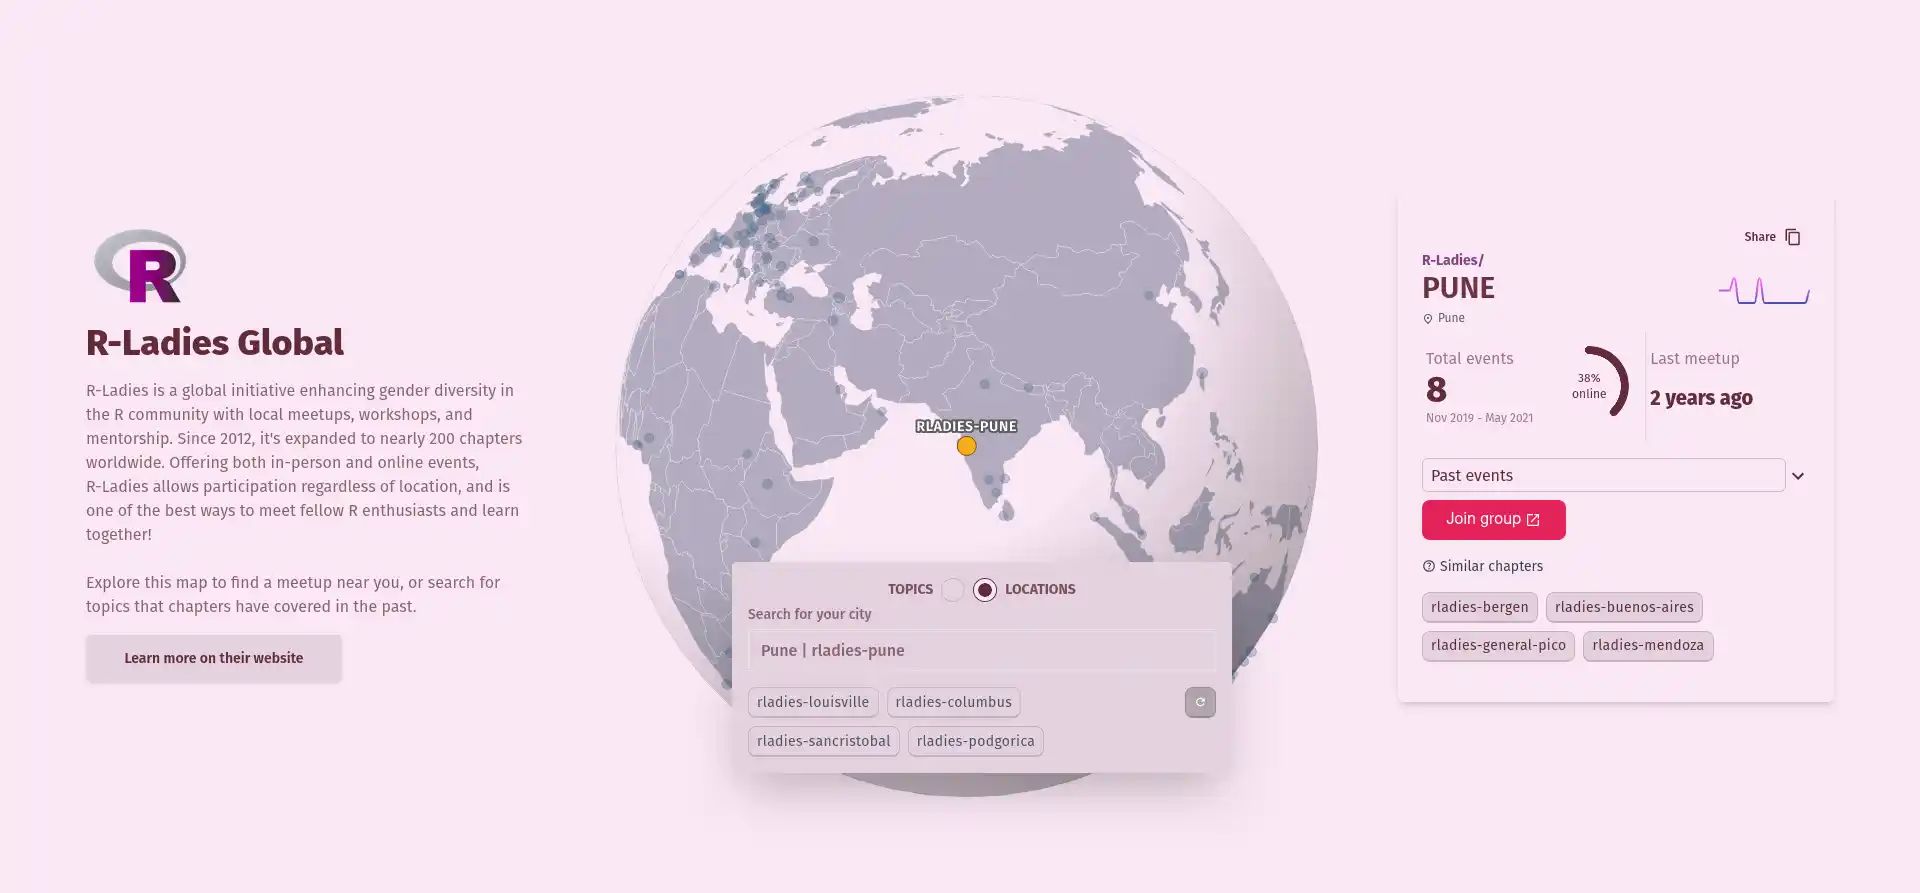 R
R-Ladies Global
R-Ladies is a global initiative enhancing gender diversity in
the R community with local meetups, workshops, and
mentorship. Since 2012, it's expanded to nearly 200 chapters
worldwide. Offering both in-person and online events,
R-Ladies allows participation regardless of location, and is
one of the best ways to meet fellow R enthusiasts and learn
together!
Explore this map to find a meetup near you, or search for
topics that chapters have covered in the past.
Learn more on their website
RLADIES-PUNE
TOPICS LOCATIONS
Search for your city
Pune | rladies-pune
rladies-louisville rladies-columbus
rladies-sancristobal rladies-podgorica
Share
R-Ladies/
PUNE
Pune
Total events
8
Nov 2019 - May 2021
38%
online
Last meetup
2 years ago
Past events
Join group
Similar chapters
rladies-bergen rladies-buenos-aires
rladies-general-pico rladies-mendoza